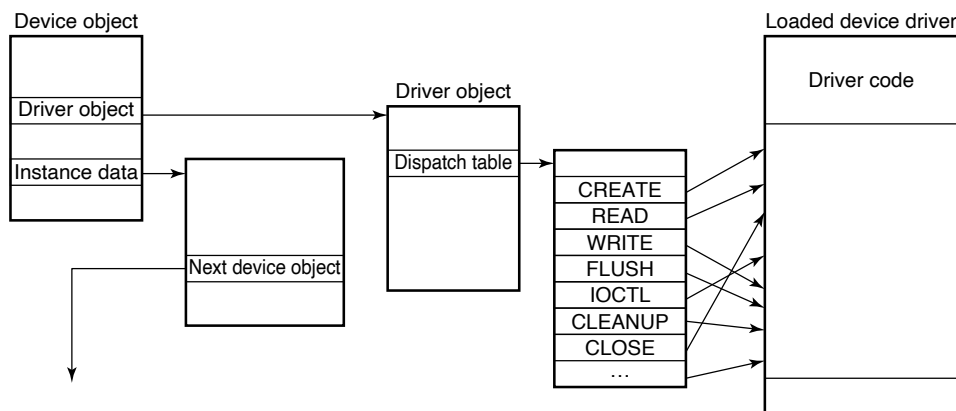 Device object
Driver object
Instance data
Next device object
Driver object
Dispatch table
CREATE
READ
WRITE
FLUSH
IOCTL
CLEANUP
CLOSE
...
Loaded device driver
Driver code